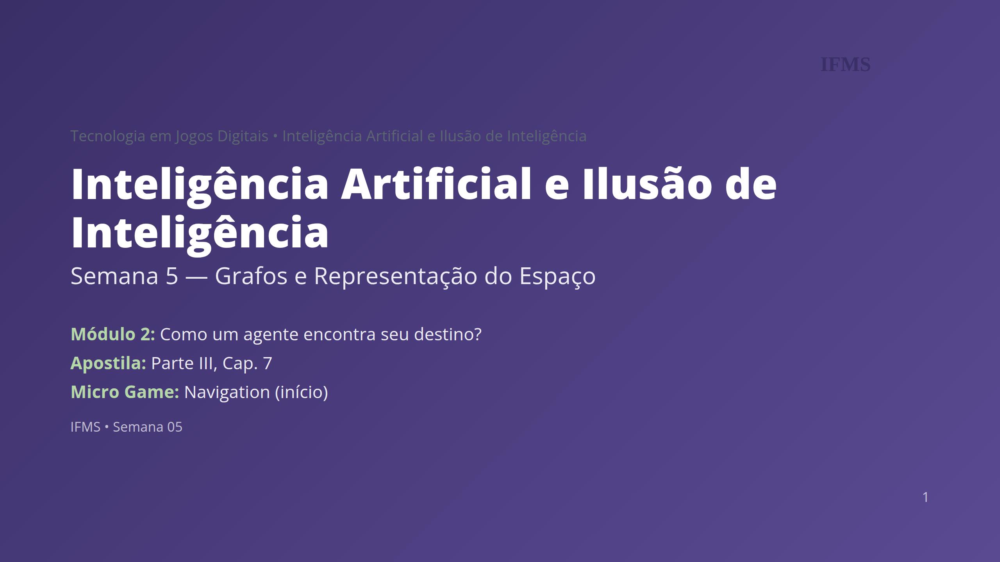 IFMS
Tecnologia em Jogos Digitais • Inteligência Artificial e Ilusão de Inteligência
Inteligência Artificial e Ilusão de
Inteligência
Semana 5 — Grafos e Representação do Espaço
Módulo 2: Como um agente encontra seu destino?
Apostila: Parte III, Cap. 7
Micro Game: Navigation (início)
IFMS • Semana 05
1